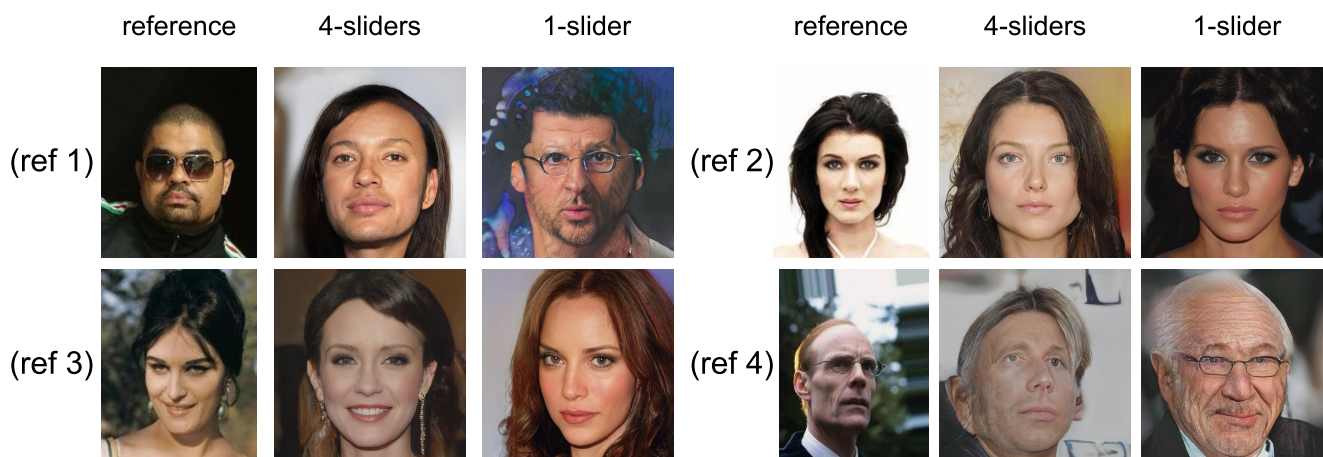 reference 4-sliders 1-slider reference 4-sliders 1-slider
(ref 1) (ref 2)
(ref 3) (ref 4)